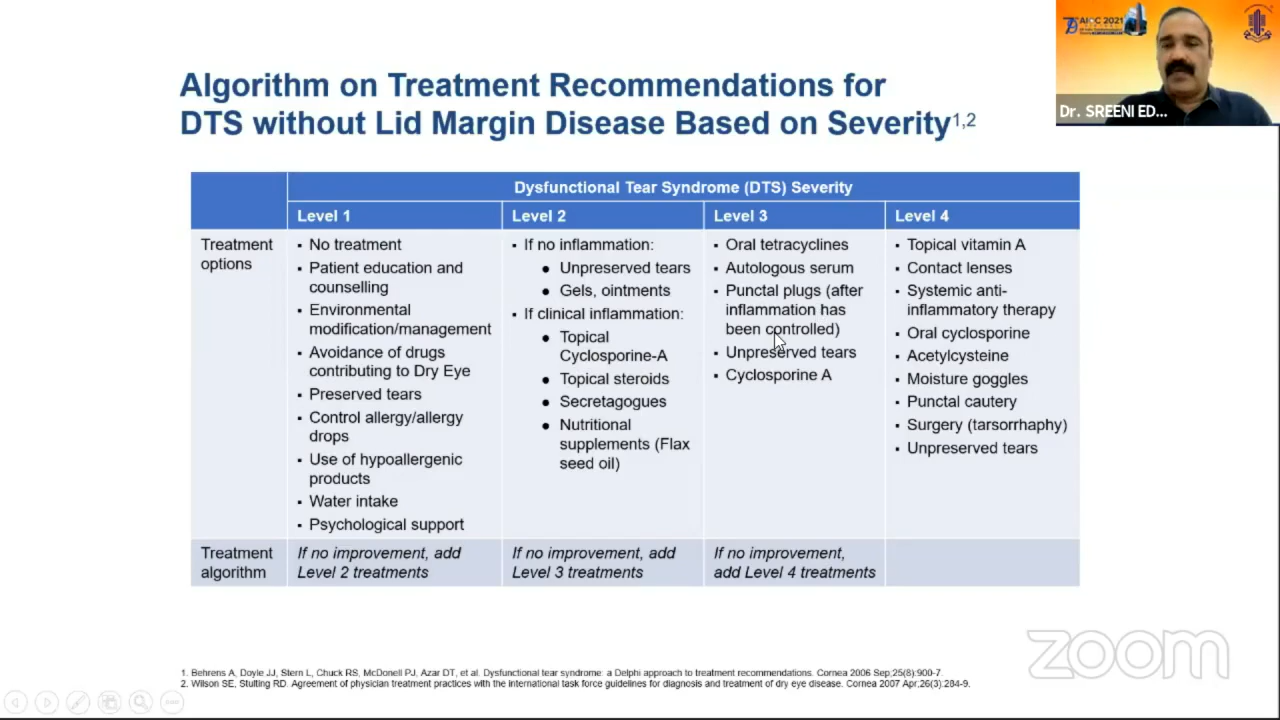 AIOC 2021
Dr. SREENI ED...
Algorithm on Treatment Recommendations for
DTS without Lid Margin Disease Based on Severity1,2
Dysfunctional Tear Syndrome (DTS) Severity
Level 1
Level 2
Level 3
Level 4
Treatment
options
▪ No treatment
▪ Patient education and
counselling
▪ Environmental
modification/management
▪ Avoidance of drugs
contributing to Dry Eye
▪ Preserved tears
▪ Control allergy/allergy
drops
▪ Use of hypoallergenic
products
▪ Water intake
▪ Psychological support
▪ If no inflammation:
● Unpreserved tears
● Gels, ointments
▪ If clinical inflammation:
● Topical
Cyclosporine-A
● Topical steroids
● Secretagogues
● Nutritional
supplements (Flax
seed oil)
▪ Oral tetracyclines
▪ Autologous serum
▪ Punctal plugs (after
inflammation has
been controlled)
▪ Unpreserved tears
▪ Cyclosporine A
▪ Topical vitamin A
▪ Contact lenses
▪ Systemic anti-
inflammatory therapy
▪ Oral cyclosporine
▪ Acetylcysteine
▪ Moisture goggles
▪ Punctal cautery
▪ Surgery (tarsorrhaphy)
▪ Unpreserved tears
Treatment
algorithm
If no improvement, add
Level 2 treatments
If no improvement, add
Level 3 treatments
If no improvement,
add Level 4 treatments
zoom
1. Behrens A, Doyle JJ, Stern L, Chuck RS, McDonell PJ, Azar DT, et al. Dysfunctional tear syndrome: a Delphi approach to treatment recommendations. Cornea 2006 Sep;25(8):900-7.
2. Wilson SE, Stulting RD. Agreement of physician treatment practices with the international task force guidelines for diagnosis and treatment of dry eye disease. Cornea 2007 Apr;26(3):284-9.